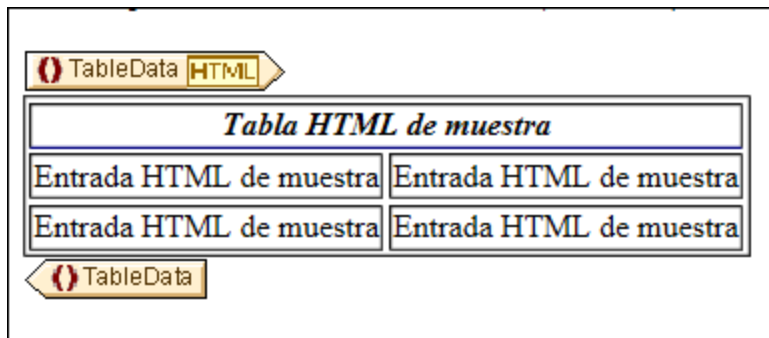 TableData HTML
Tabla HTML de muestra
Entrada HTML de muestra Entrada HTML de muestra
Entrada HTML de muestra Entrada HTML de muestra
TableData